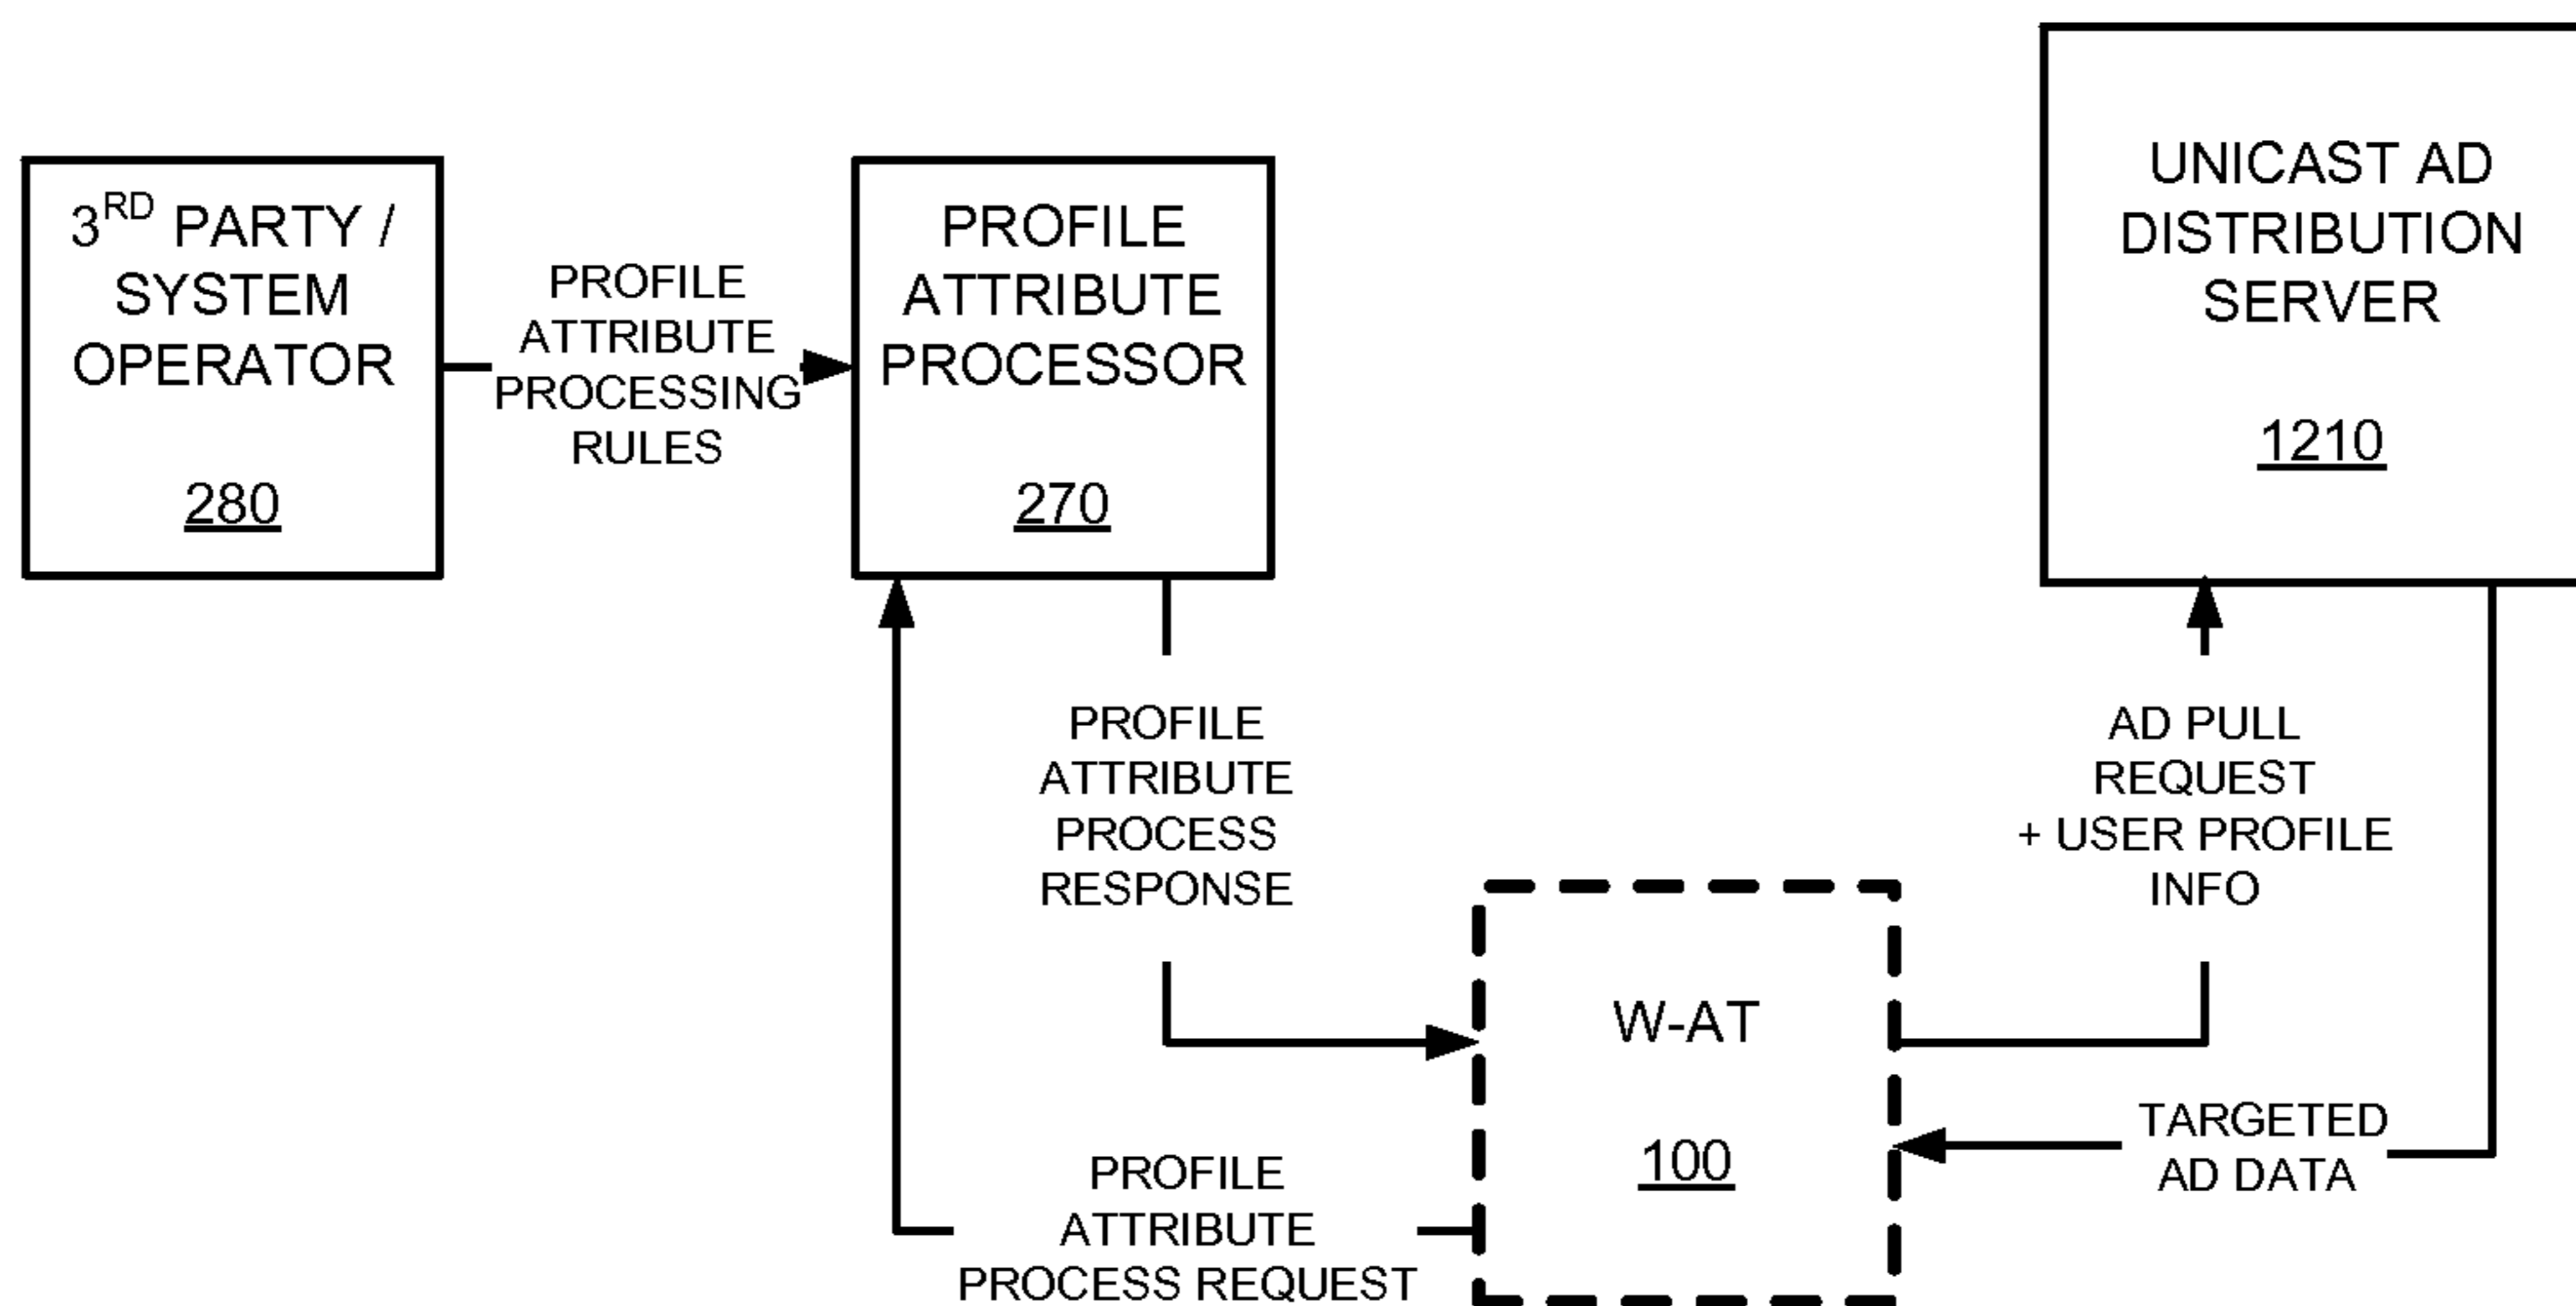 3RD PARTY /
SYSTEM
OPERATOR
280
PROFILE
ATTRIBUTE
PROCESSING
RULES
PROFILE
ATTRIBUTE
PROCESSOR
270
UNICAST AD
DISTRIBUTION
SERVER
1210
PROFILE
ATTRIBUTE
PROCESS
RESPONSE
AD PULL
REQUEST
+ USER PROFILE
INFO
W-AT
100
TARGETED
AD DATA
PROFILE
ATTRIBUTE
PROCESS REQUEST